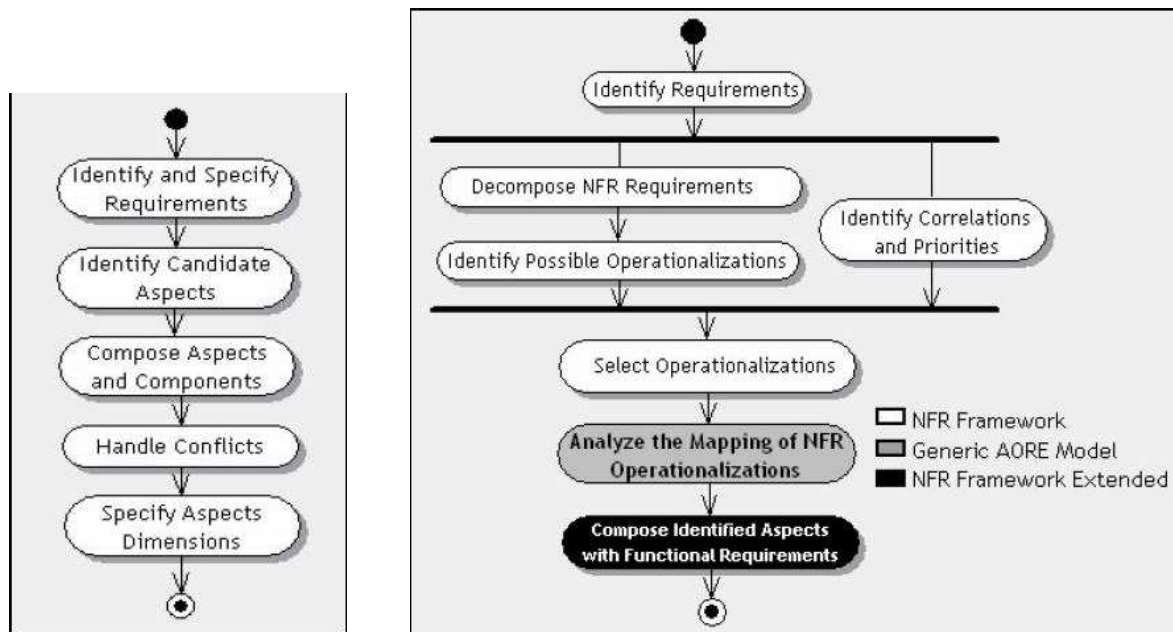 Identify and Specify
Requirements
Identify Candidate
Aspects
Compose Aspects
and Components
Handle Conflicts
Specify Aspects
Dimensions
Identify Requirements
Decompose NFR Requirements
Identify Possible Operationalizations
Identify Correlations
and Priorities
Select Operationalizations
Analyze the Mapping of NFR
Operationalizations
Compose Identified Aspects
with Functional Requirements
NFR Framework
Generic AORE Model
NFR Framework Extended